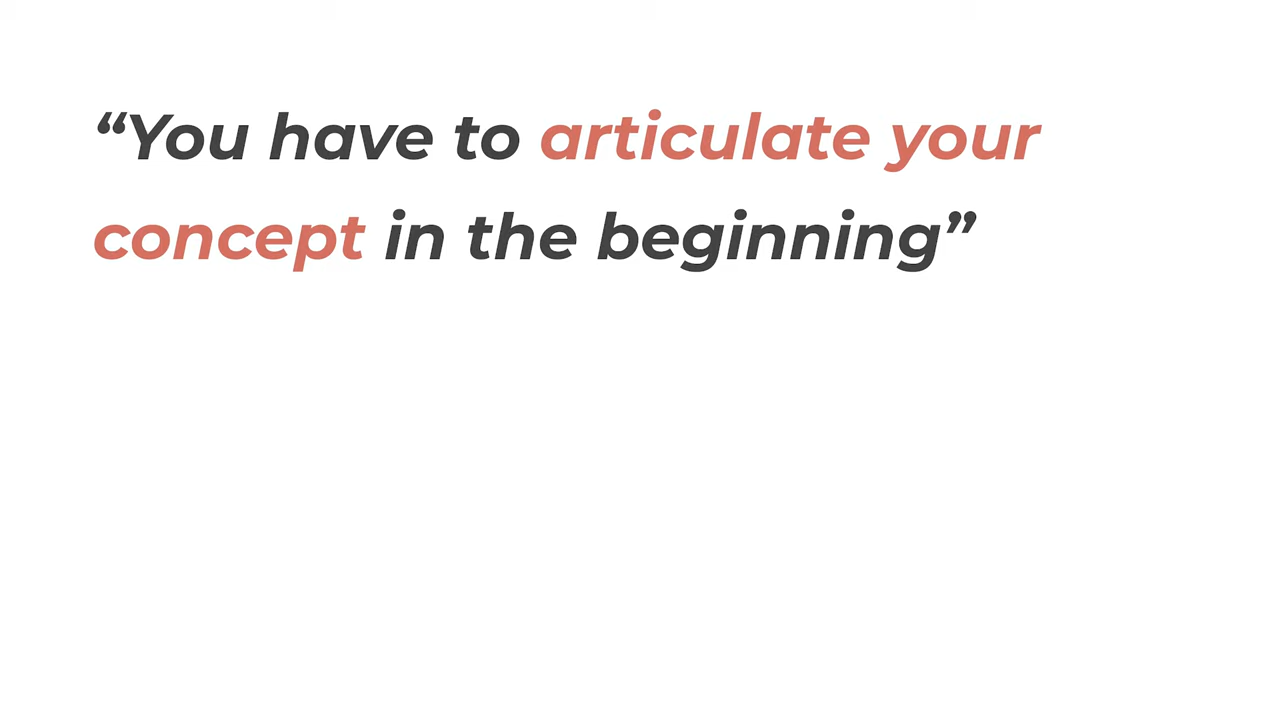 “You have to articulate your
concept in the beginning”